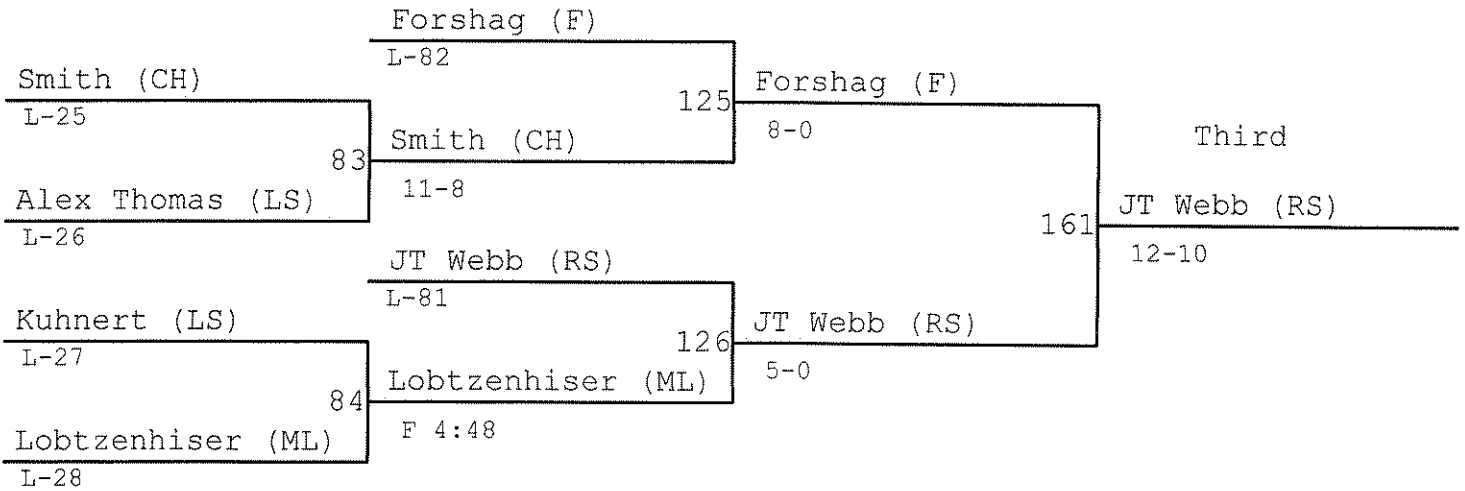 Forshag (F)
L-82
Smith (CH)
L-25
125
Forshag (F)
8-0
83
Smith (CH)
11-8
Third
Alex Thomas (LS)
L-26
161
JT Webb (RS)
12-10
JT Webb (RS)
L-81
Kuhnert (LS)
L-27
126
JT Webb (RS)
5-0
84
Lobtzenhiser (ML)
F 4:48
Lobtzenhiser (ML)
L-28